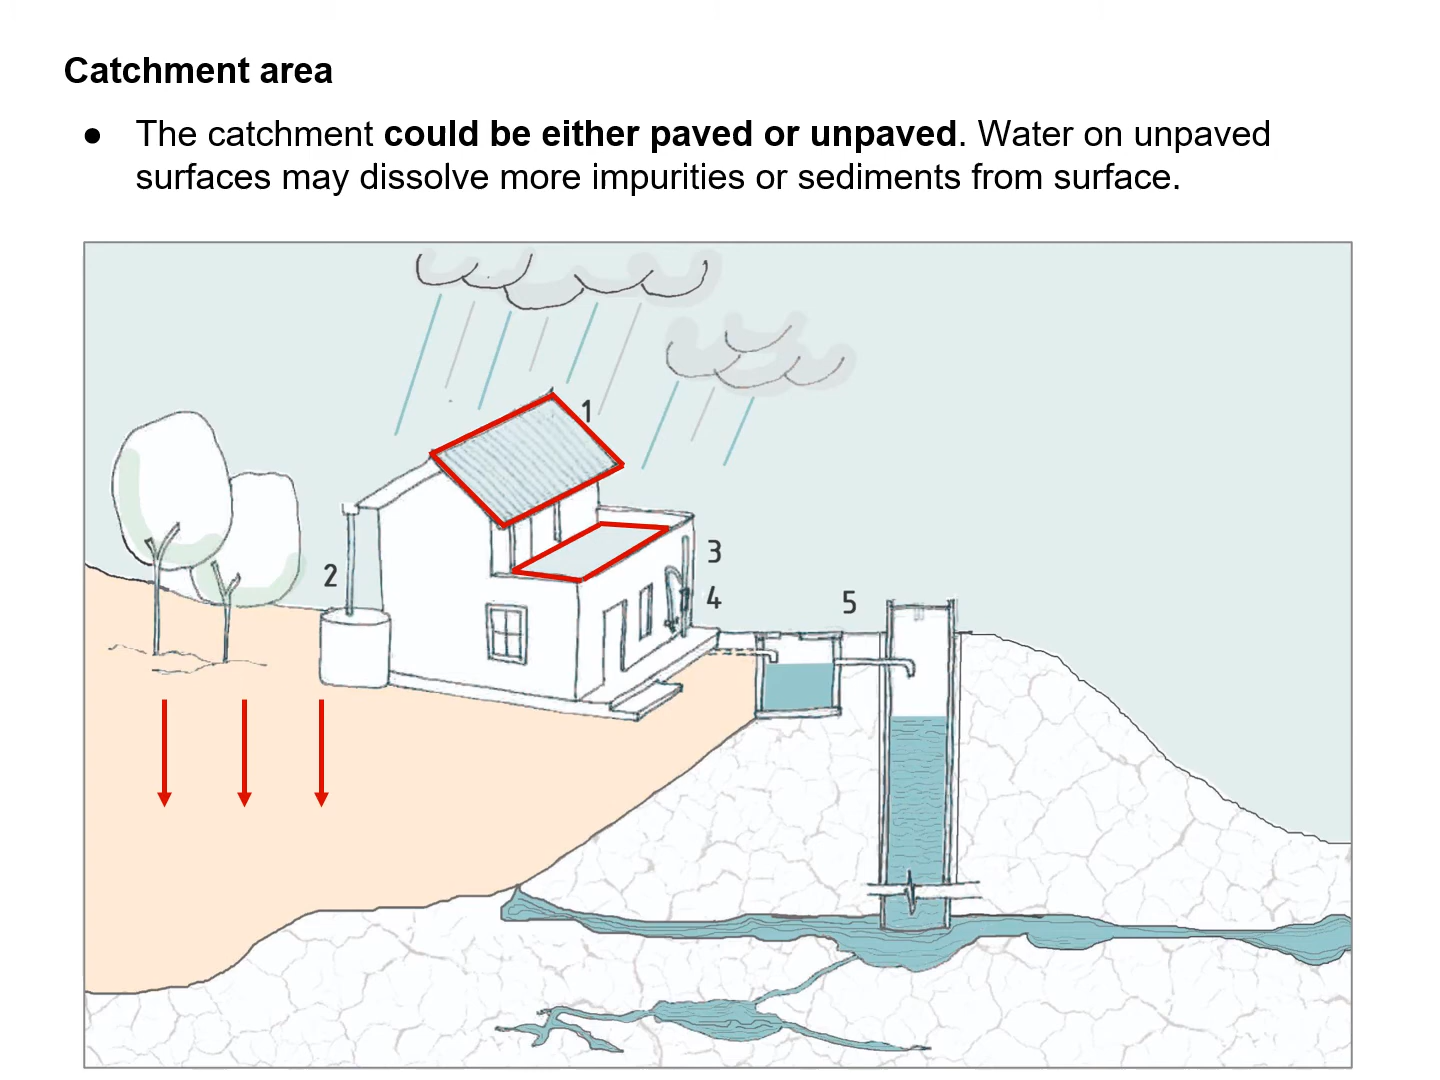 Catchment area
● The catchment could be either paved or unpaved. Water on unpaved
surfaces may dissolve more impurities or sediments from surface.
1
3
2
4
5